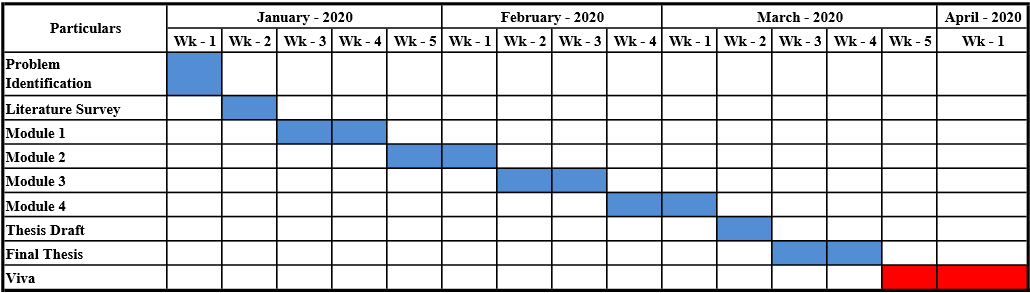 Particulars
January - 2020
February - 2020
March - 2020
April - 2020
Wk - 1 Wk - 2 Wk - 3 Wk - 4 Wk - 5 Wk - 1 Wk - 2 Wk - 3 Wk - 4 Wk - 1 Wk - 2 Wk - 3 Wk - 4 Wk - 5 Wk - 1
Problem
Identification
Literature Survey
Module 1
Module 2
Module 3
Module 4
Thesis Draft
Final Thesis
Viva